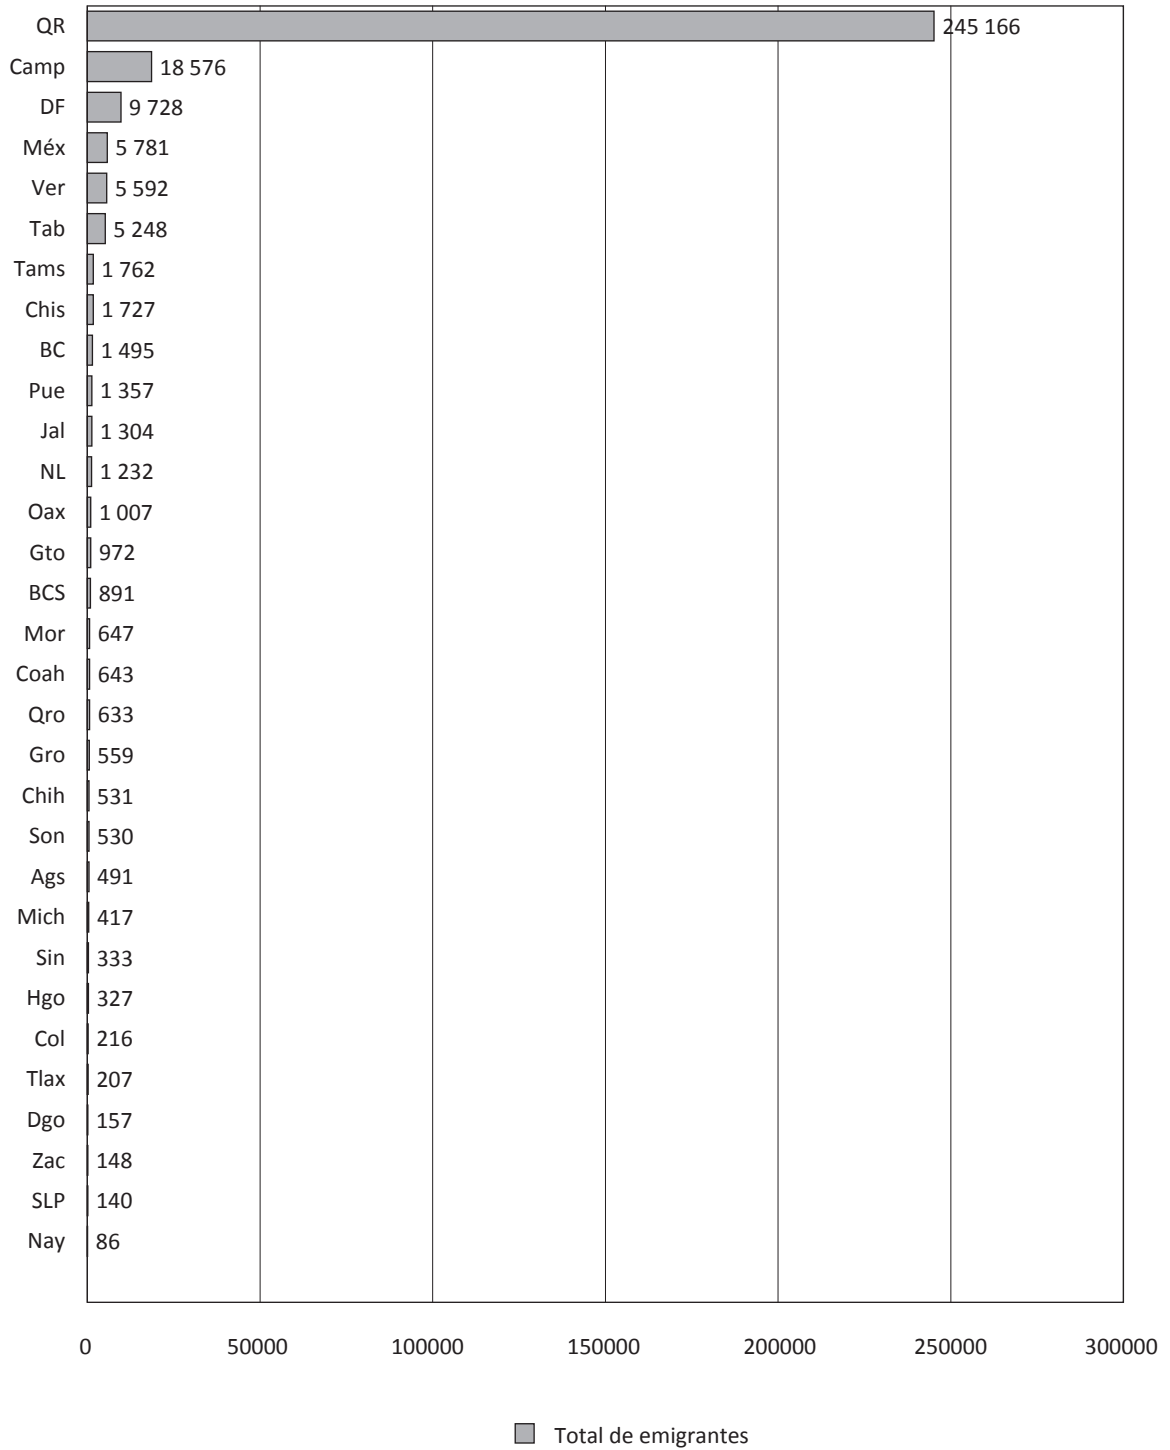 QR 245 166
Camp 18 576
DF 9 728
Méx 5 781
Ver 5 592
Tab 5 248
Tams 1 762
Chis 1 727
BC 1 495
Pue 1 357
Jal 1 304
NL 1 232
Oax 1 007
Gto 972
BCS 891
Mor 647
Coah 643
Qro 633
Gro 559
Chih 531
Son 530
Ags 491
Mich 417
Sin 333
Hgo 327
Col 216
Tlax 207
Dgo 157
Zac 148
SLP 140
Nay 86
0 50000 100000 150000 200000 250000 300000
Total de emigrantes